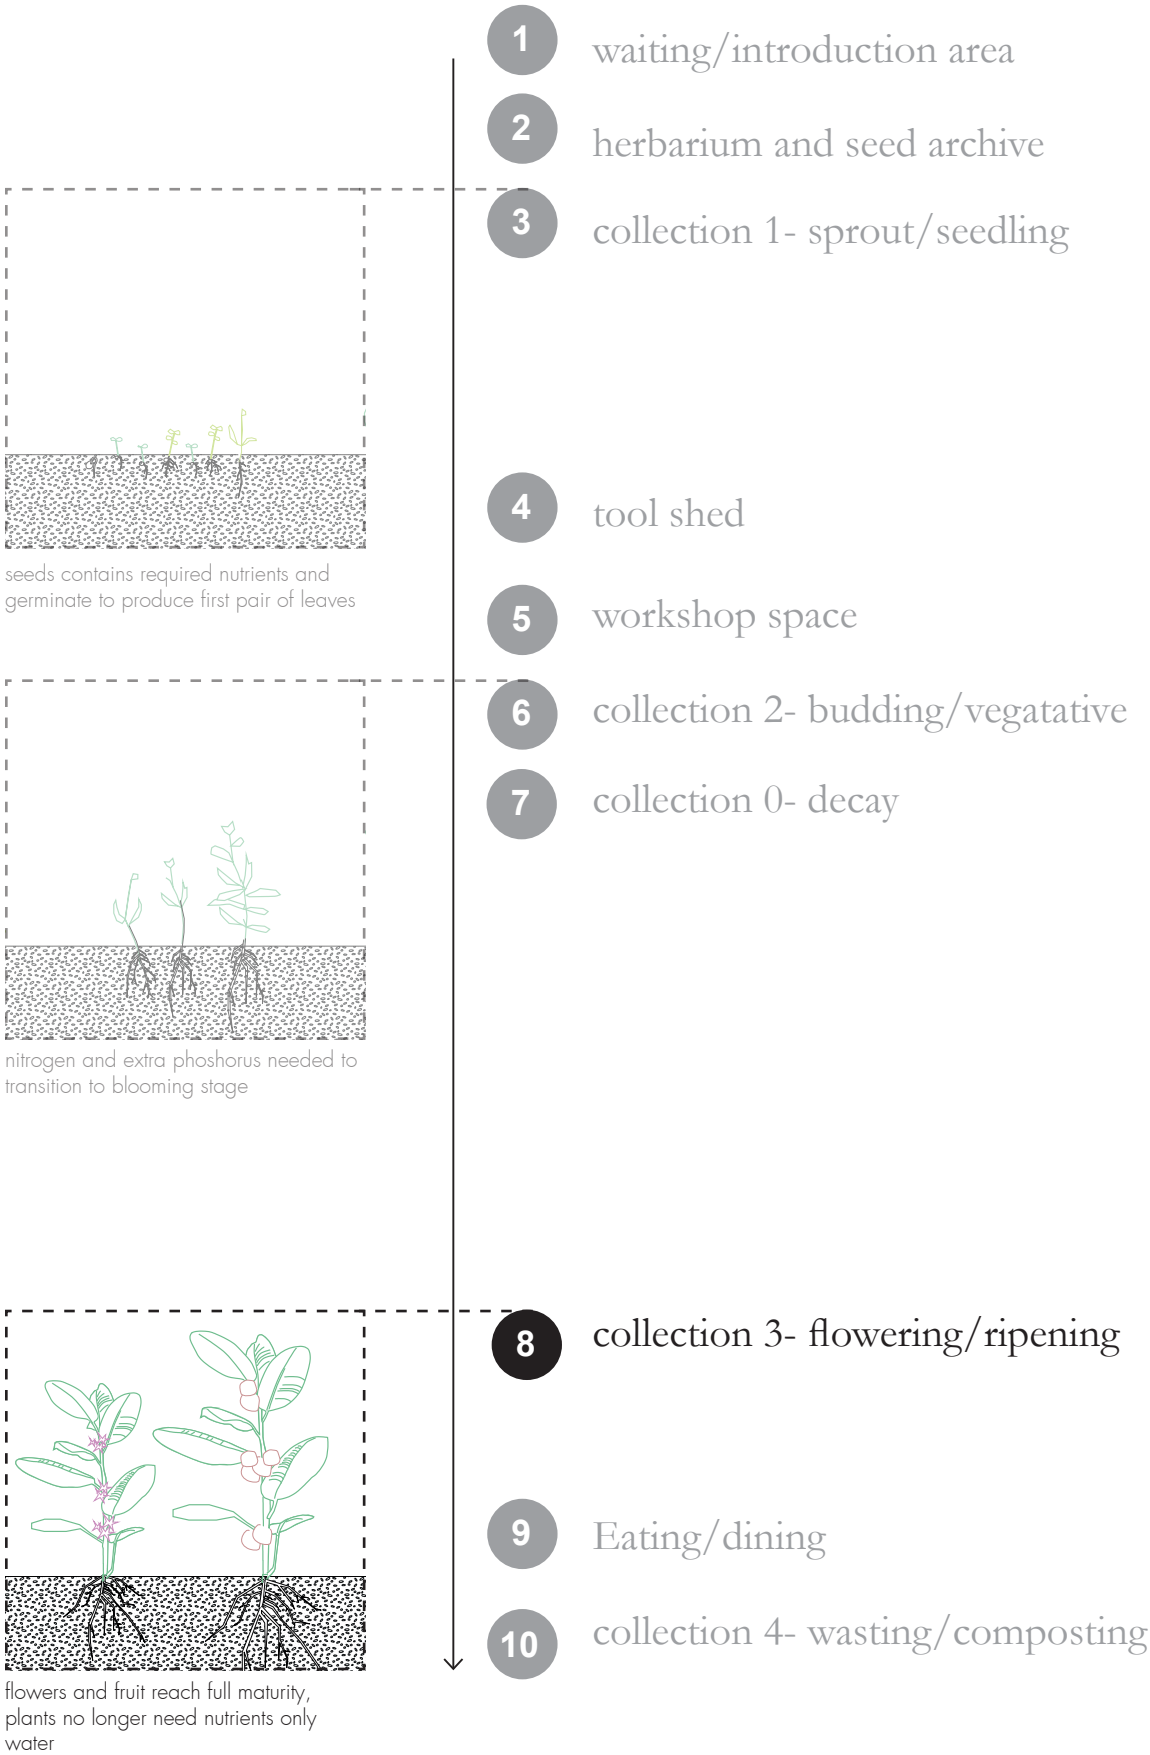 1 waiting/introduction area
2 herbarium and seed archive
3 collection 1- sprout/seedling
4 tool shed
seeds contains required nutrients and
germinate to produce first pair of leaves
5 workshop space
6 collection 2- budding/vegatative
7 collection 0- decay
nitrogen and extra phoshorus needed to
transition to blooming stage
8 collection 3- flowering/ripening
9 Eating/dining
10 collection 4- wasting/composting
flowers and fruit reach full maturity,
plants no longer need nutrients only
water